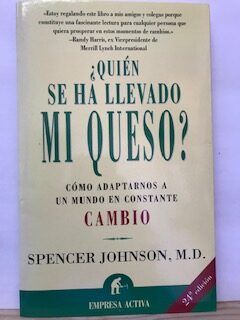 «Estoy regalando este libro a mis amigos y colegas porque
constituye una fascinante lectura para cualquier persona que
quiera prosperar en estos momentos de cambios.»
—Randy Harris, ex Vicepresidente de
Merrill Lynch International
¿QUIÉN
SE HA LLEVADO
MI QUESO?
CÓMO ADAPTARNOS A
UN MUNDO EN CONSTANTE
CAMBIO
SPENCER JOHNSON, M.D.
24ª edición
EMPRESA ACTIVA